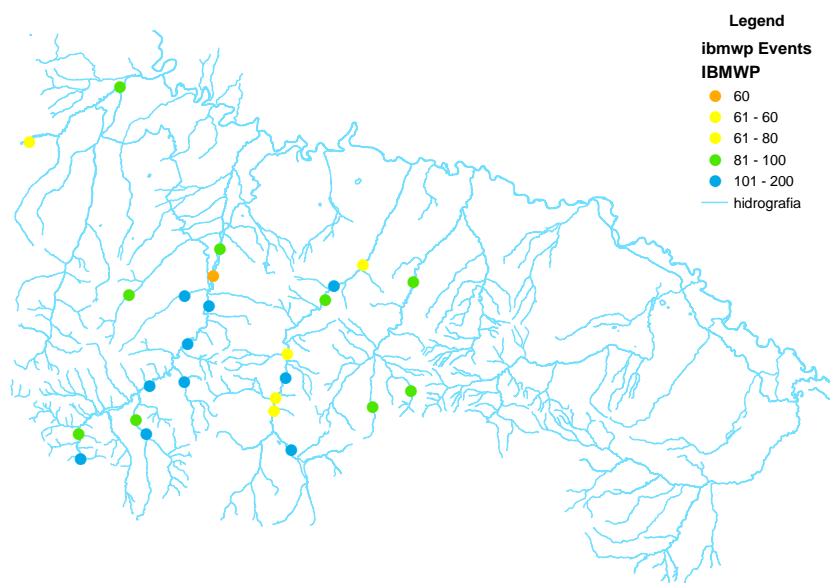 Legend
ibmwp Events
IBMWP
60
61 - 60
61 - 80
81 - 100
101 - 200
hidrografia